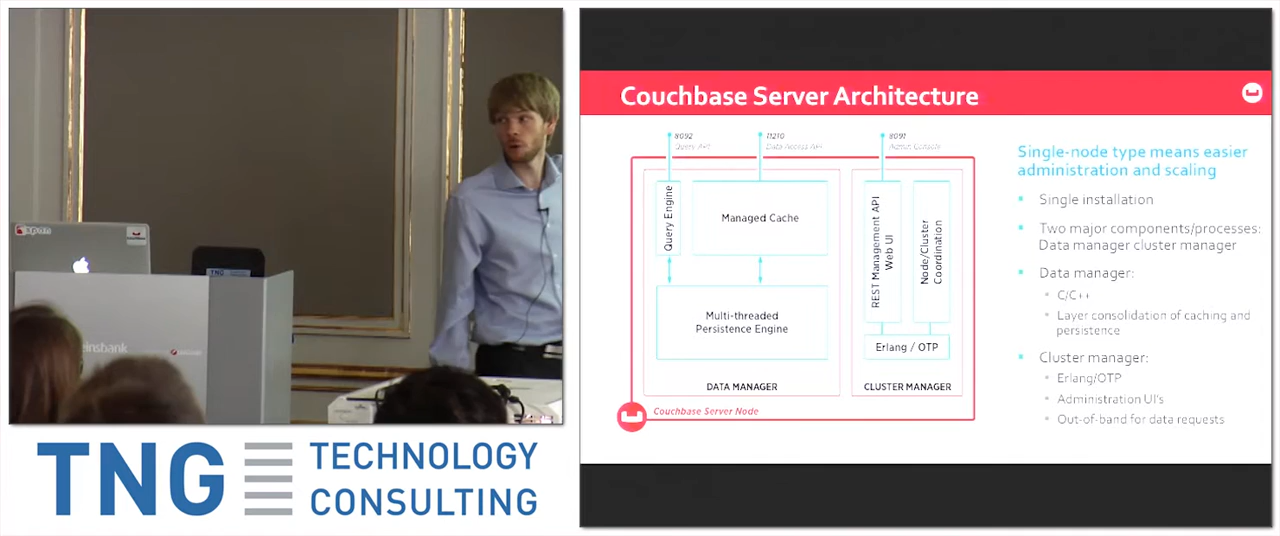 Couchbase Server Architecture
8092
Query API
11210
Data Access API
8091
Admin Console
Query Engine
Managed Cache
Multi-threaded
Persistence Engine
DATA MANAGER
REST Management API
Web UI
Node/Cluster
Coordination
Erlang / OTP
CLUSTER MANAGER
Couchbase Server Node
Single-node type means easier
administration and scaling
Single installation
Two major components/processes:
Data manager cluster manager
Data manager:
C/C++
Layer consolidation of caching and
persistence
Cluster manager:
Erlang/OTP
Administration UI's
Out-of-band for data requests
TNG
TECHNOLOGY
CONSULTING
TNG
einsbank